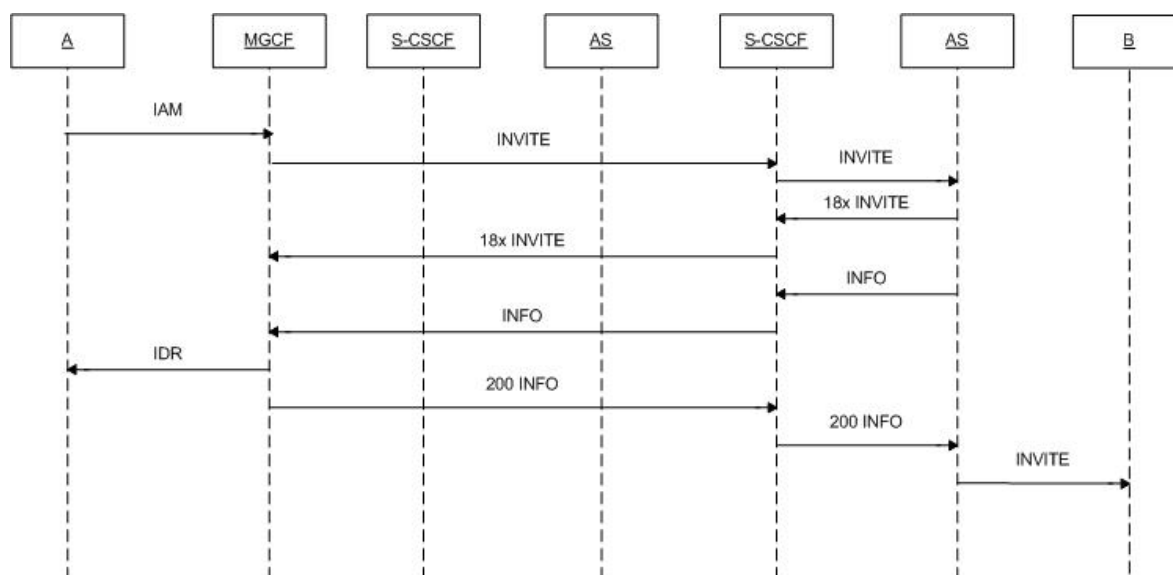 A MGCF S-CSCF AS S-CSCF AS B
IAM
INVITE
INVITE
18x INVITE
18x INVITE
INFO
INFO
IDR
200 INFO
200 INFO
INVITE